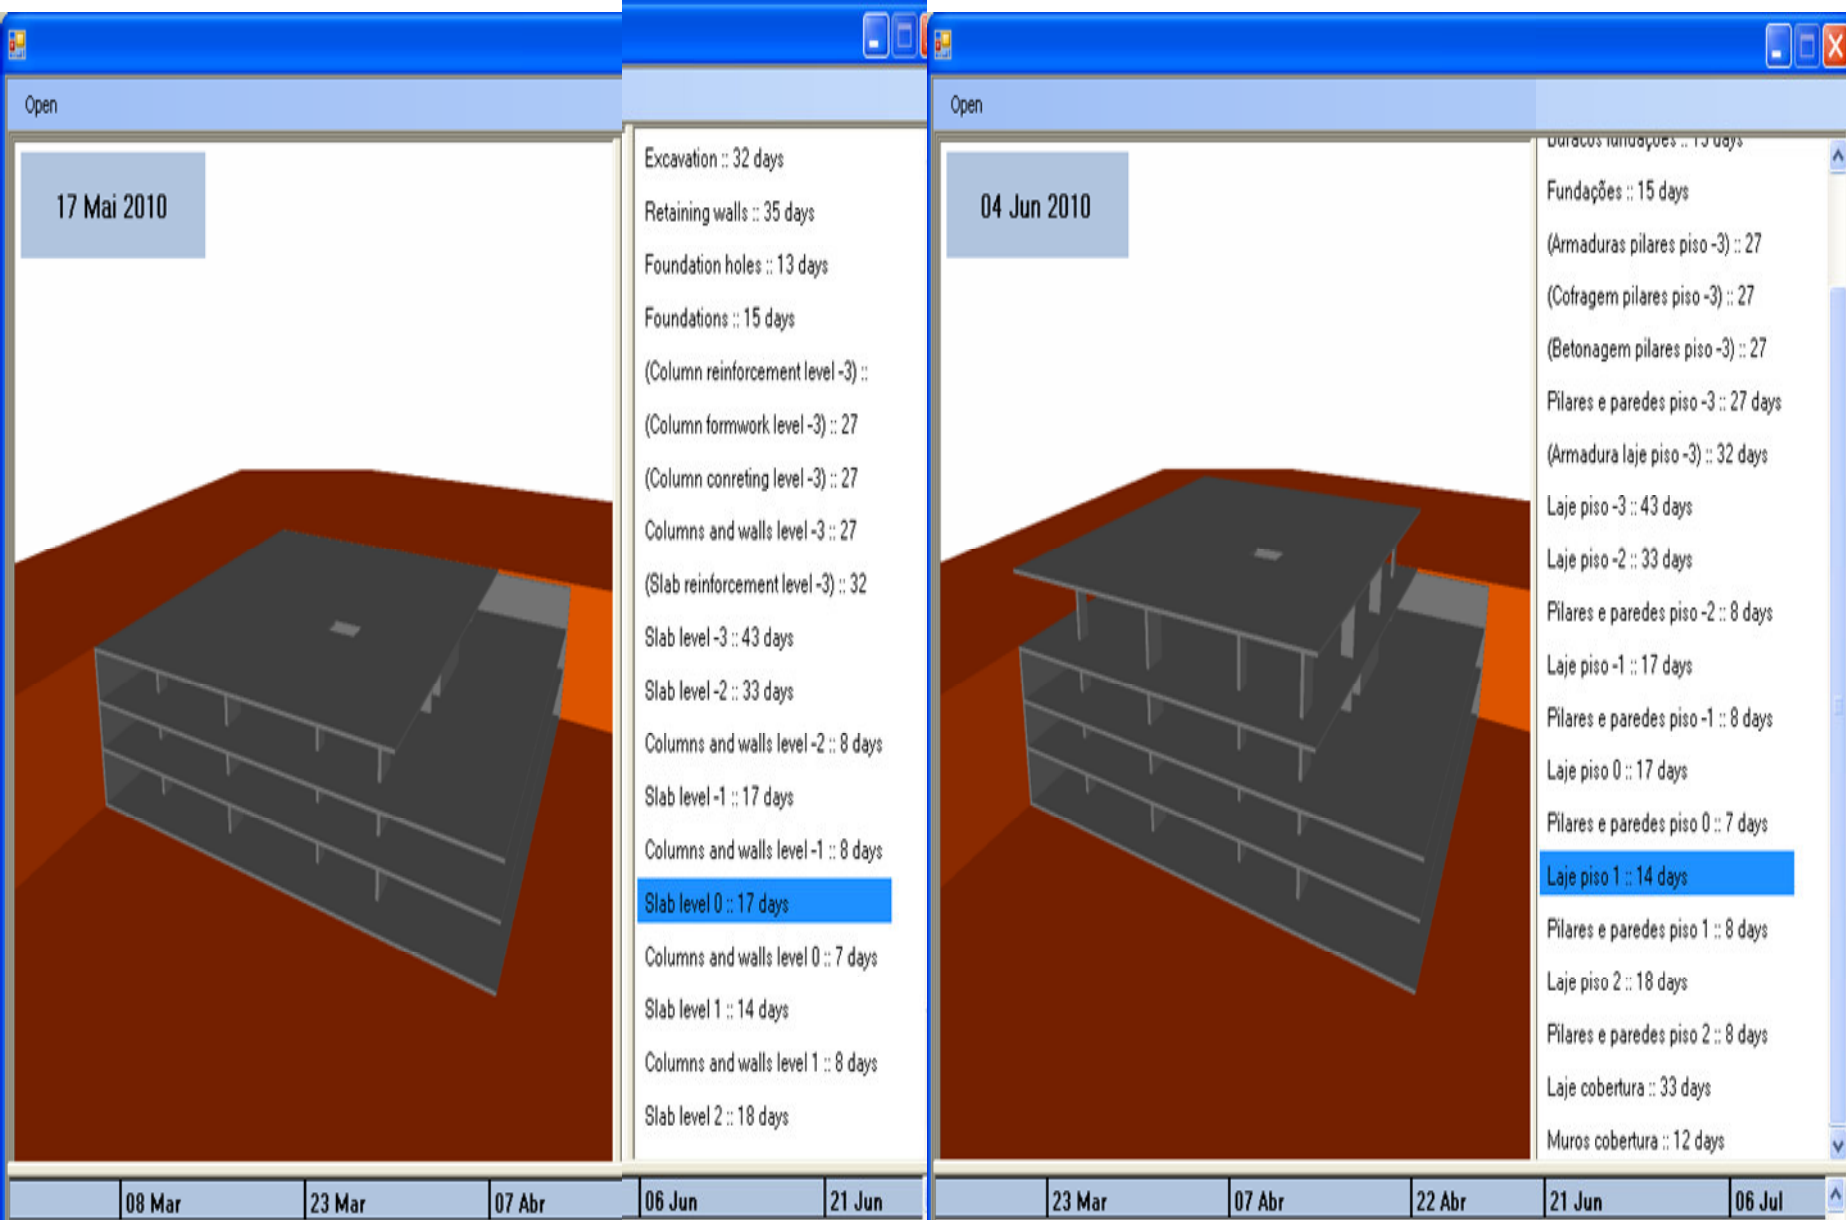 Open
17 Mai 2010
Excavation :: 32 days
Retaining walls :: 35 days
Foundation holes :: 13 days
Foundations :: 15 days
(Column reinforcement level -3) ::
(Column formwork level -3) :: 27
(Column conreting level -3) :: 27
Columns and walls level -3 :: 27
(Slab reinforcement level -3) :: 32
Slab level -3 :: 43 days
Slab level -2 :: 33 days
Columns and walls level -2 :: 8 days
Slab level -1 :: 17 days
Columns and walls level -1 :: 8 days
Slab level 0 :: 17 days
Columns and walls level 0 :: 7 days
Slab level 1 :: 14 days
Columns and walls level 1 :: 8 days
Slab level 2 :: 18 days
08 Mar
23 Mar
07 Abr
06 Jun
21 Jun
Open
04 Jun 2010
Buracos fundações :: 13 days
Fundações :: 15 days
(Armaduras pilares piso -3) :: 27
(Cofragem pilares piso -3) :: 27
(Betonagem pilares piso -3) :: 27
Pilares e paredes piso -3 :: 27 days
(Armadura laje piso -3) :: 32 days
Laje piso -3 :: 43 days
Laje piso -2 :: 33 days
Pilares e paredes piso -2 :: 8 days
Laje piso -1 :: 17 days
Pilares e paredes piso -1 :: 8 days
Laje piso 0 :: 17 days
Pilares e paredes piso 0 :: 7 days
Laje piso 1 :: 14 days
Pilares e paredes piso 1 :: 8 days
Laje piso 2 :: 18 days
Pilares e paredes piso 2 :: 8 days
Laje cobertura :: 33 days
Muros cobertura :: 12 days
23 Mar
07 Abr
22 Abr
21 Jun
06 Jul